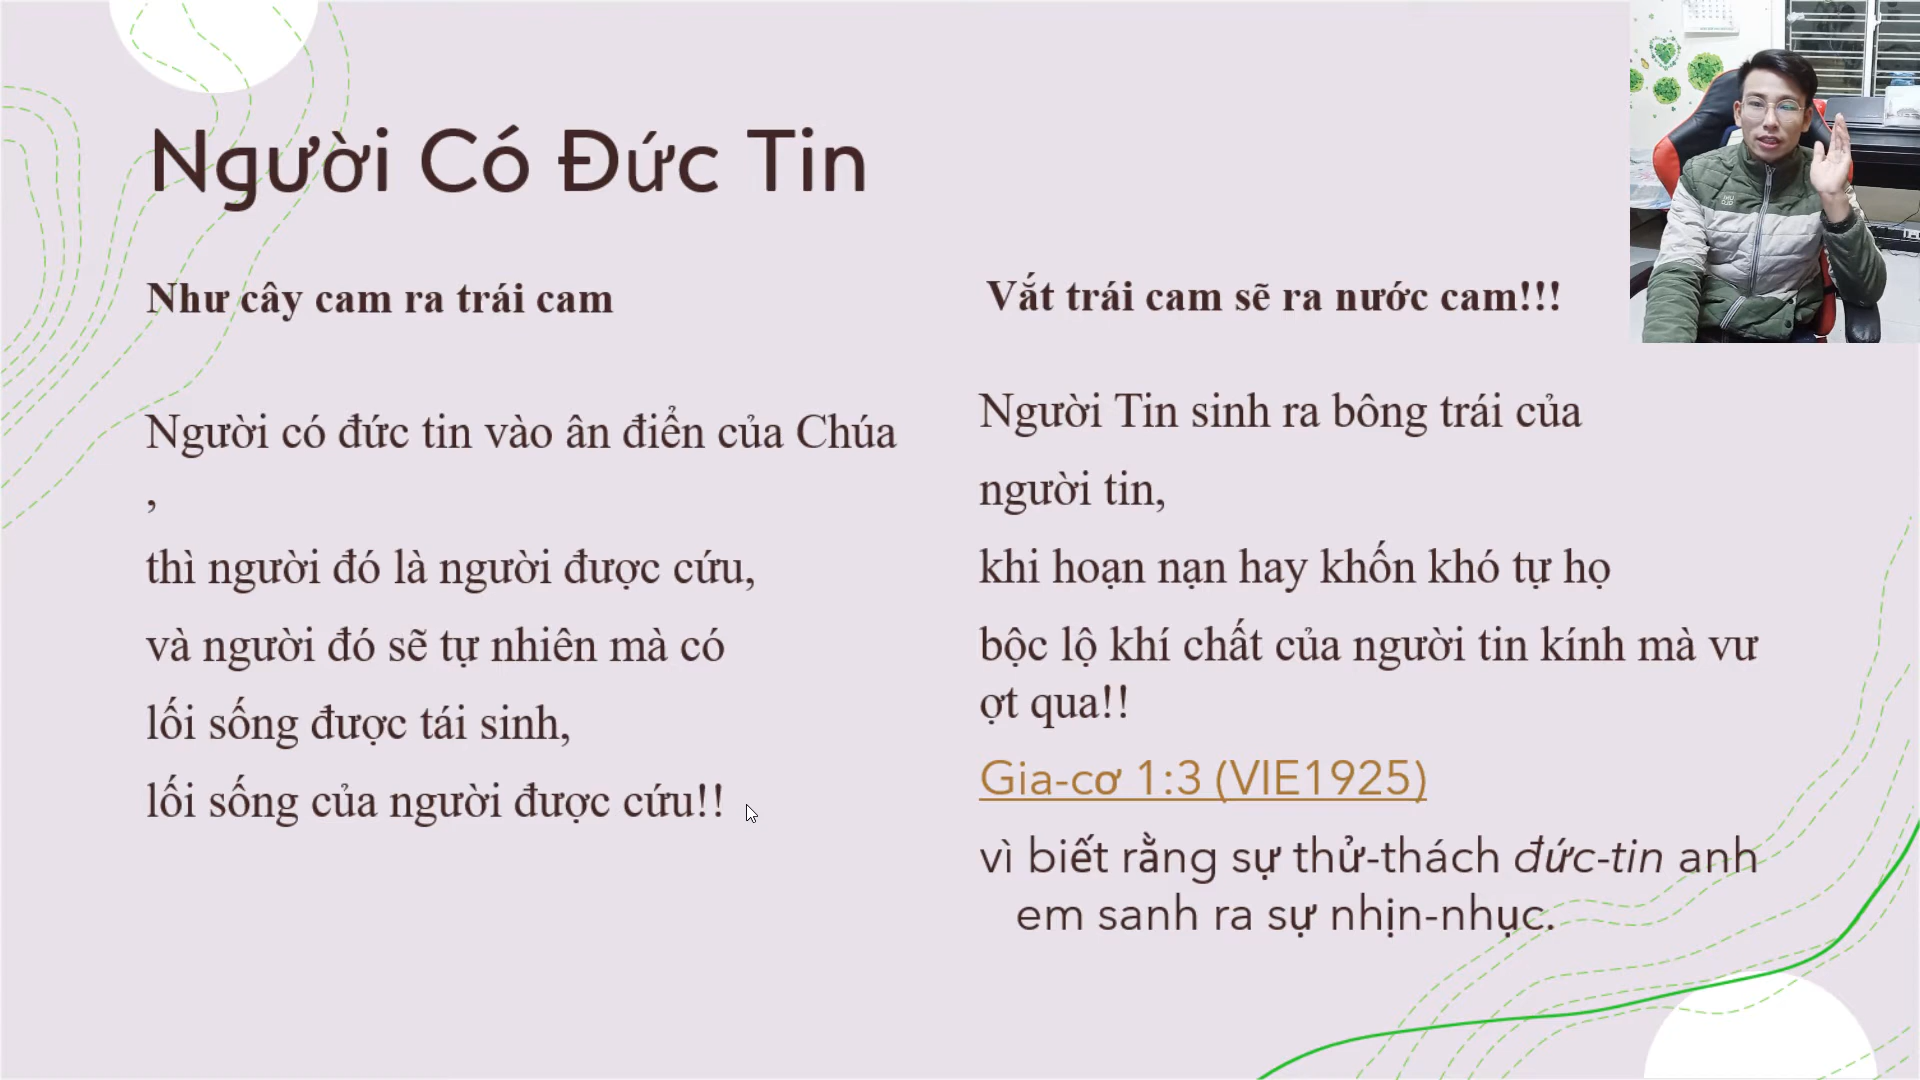 Người Có Đức Tin
Như cây cam ra trái cam
Người có đức tin vào ân điển của Chúa
,
thì người đó là người được cứu,
và người đó sẽ tự nhiên mà có
lối sống được tái sinh,
lối sống của người được cứu!!
Vắt trái cam sẽ ra nước cam!!!
Người Tin sinh ra bông trái của
người tin,
khi hoạn nạn hay khốn khó tự họ
bộc lộ khí chất của người tin kính mà vư
ợt qua!!
Gia-cơ 1:3 (VIE1925)
vì biết rằng sự thử-thách đức-tin anh
em sanh ra sự nhịn-nhục.